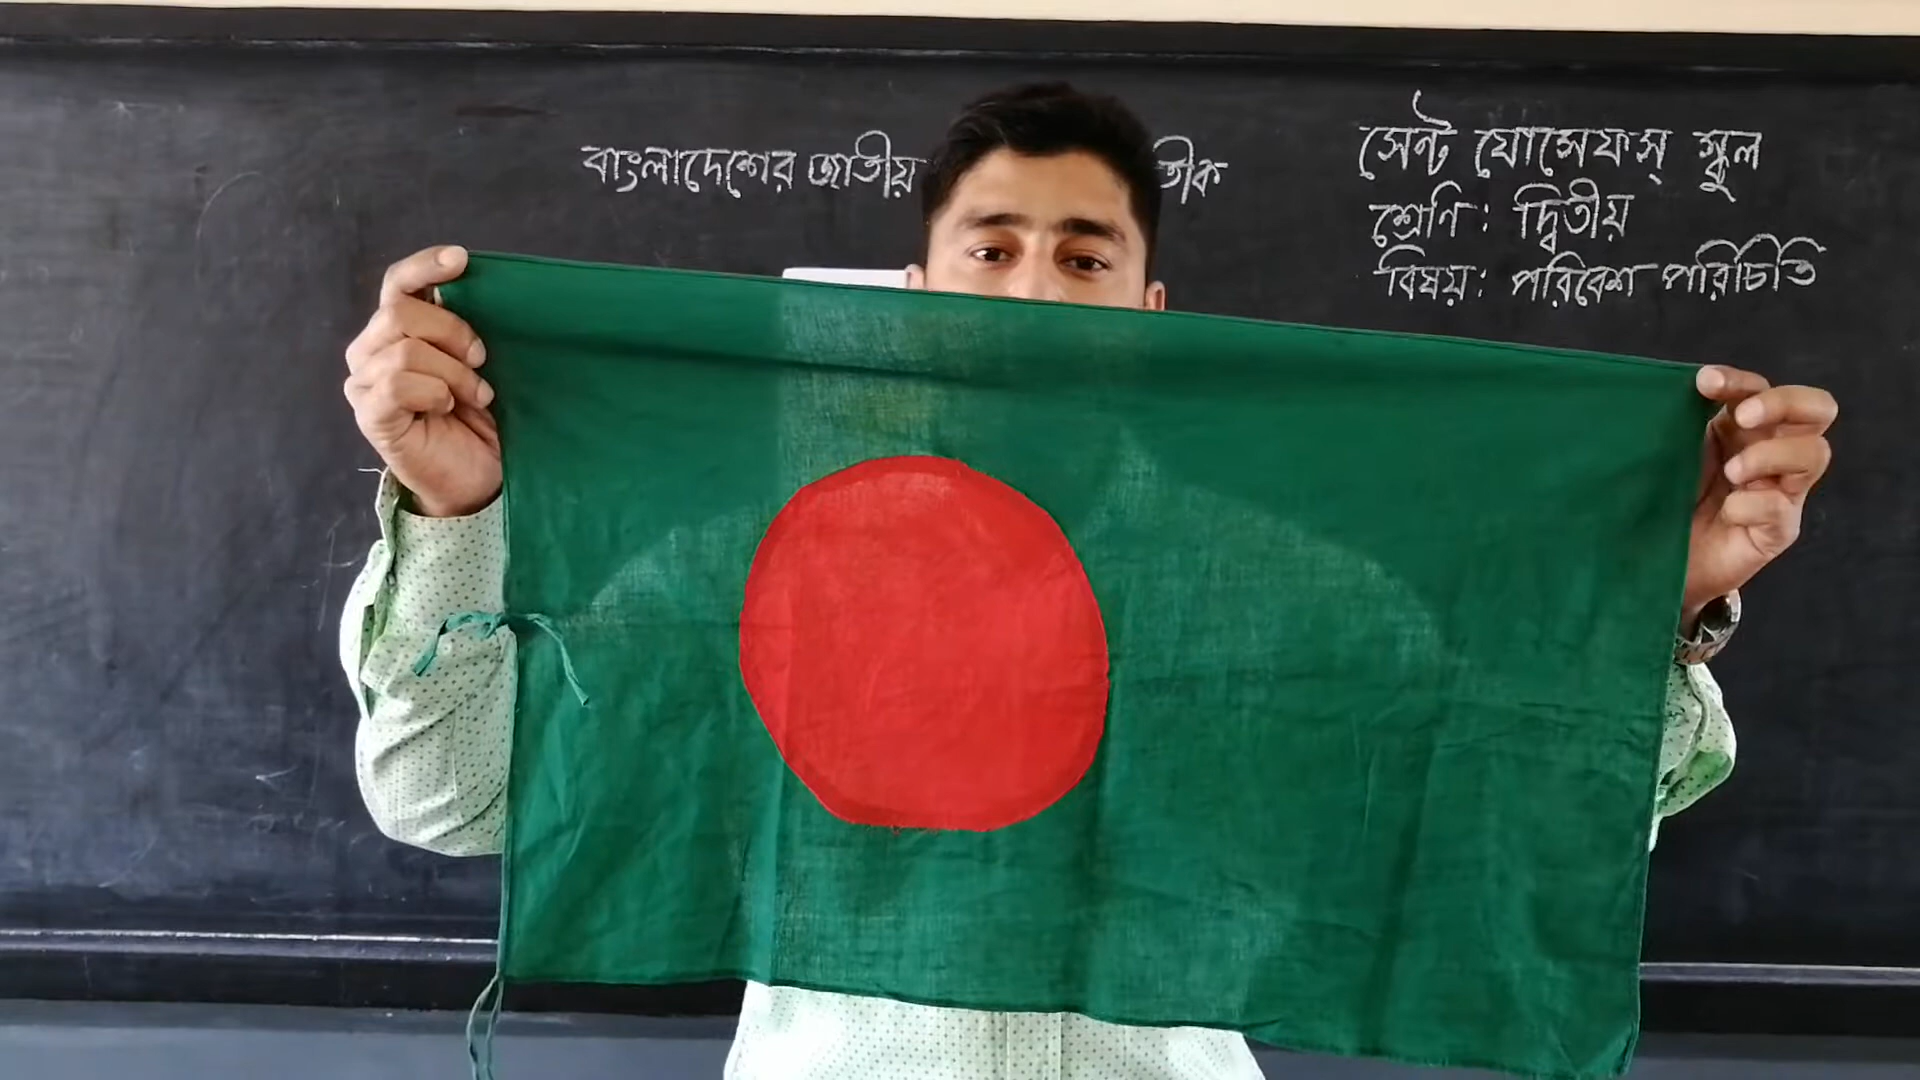 বাংলাদেশের জাতীয় তীক
সেন্ট যোসেফস্ স্কুল
শ্রেণি: দ্বিতীয়
বিষয়: পরিবেশ পরিচিতি